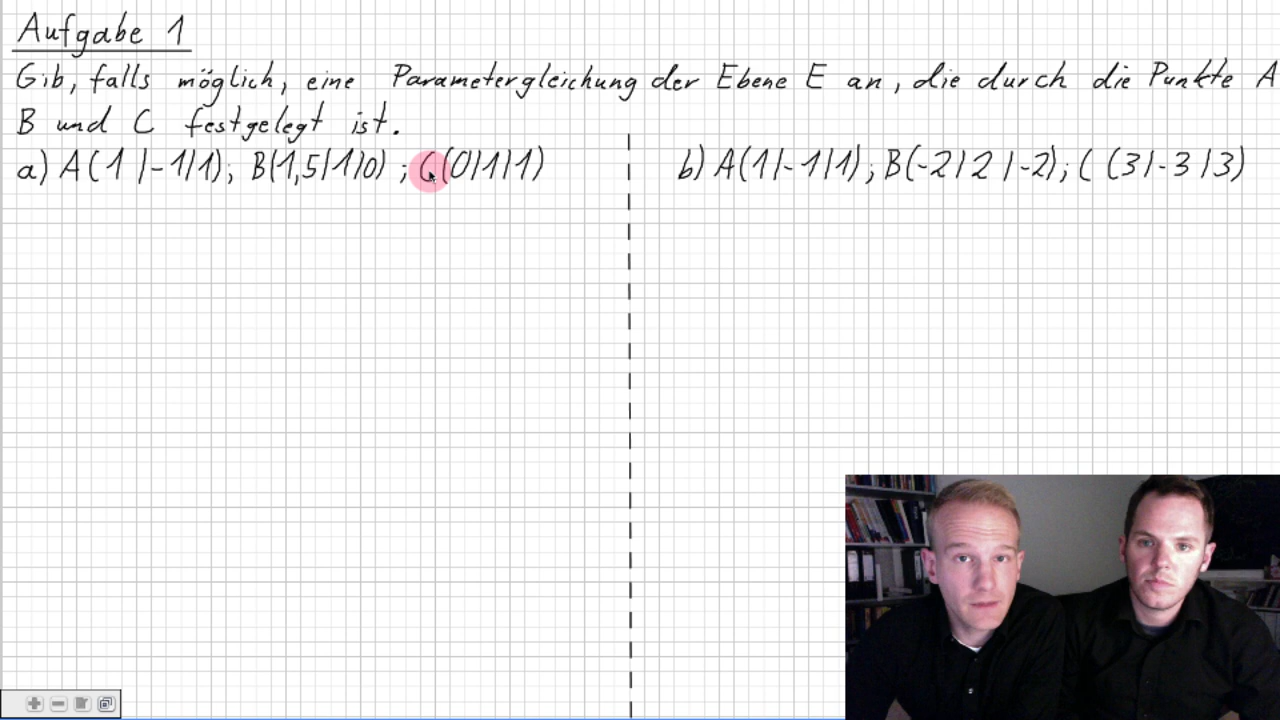 Aufgabe 1
Gib, falls möglich, eine Parametergleichung der Ebene E an, die durch die Punkte A
B und C festgelegt ist.
a) A(1|-1|1); B(1,5|1|0); C(0|1|1)
b) A(1|-1|1); B(-2|2|-2); C(3|-3|3)